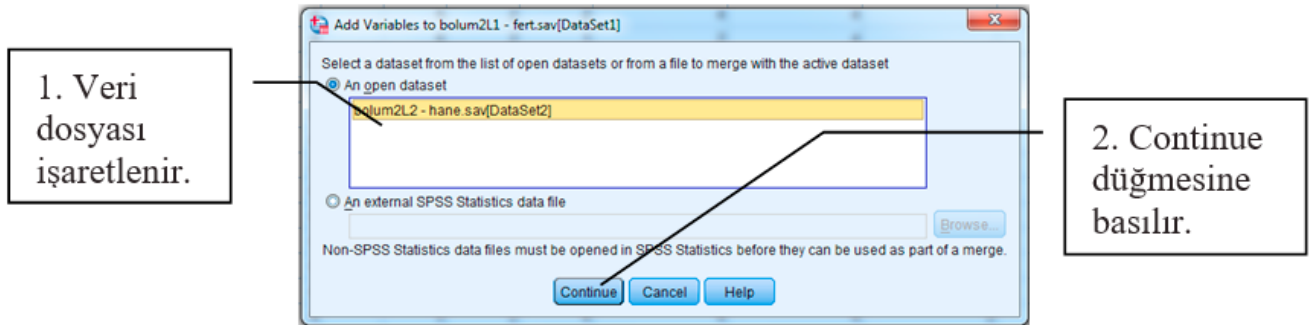 Add Variables to bolum2L1 - fert.sav[DataSet1]
Select a dataset from the list of open datasets or from a file to merge with the active dataset
An open dataset
bolum2L2 - hane.sav[DataSet2]
An external SPSS Statistics data file
Browse...
Non-SPSS Statistics data files must be opened in SPSS Statistics before they can be used as part of a merge.
Continue Cancel Help
1. Veri
dosyası
işaretlenir.
2. Continue
düğmesine
basılır.